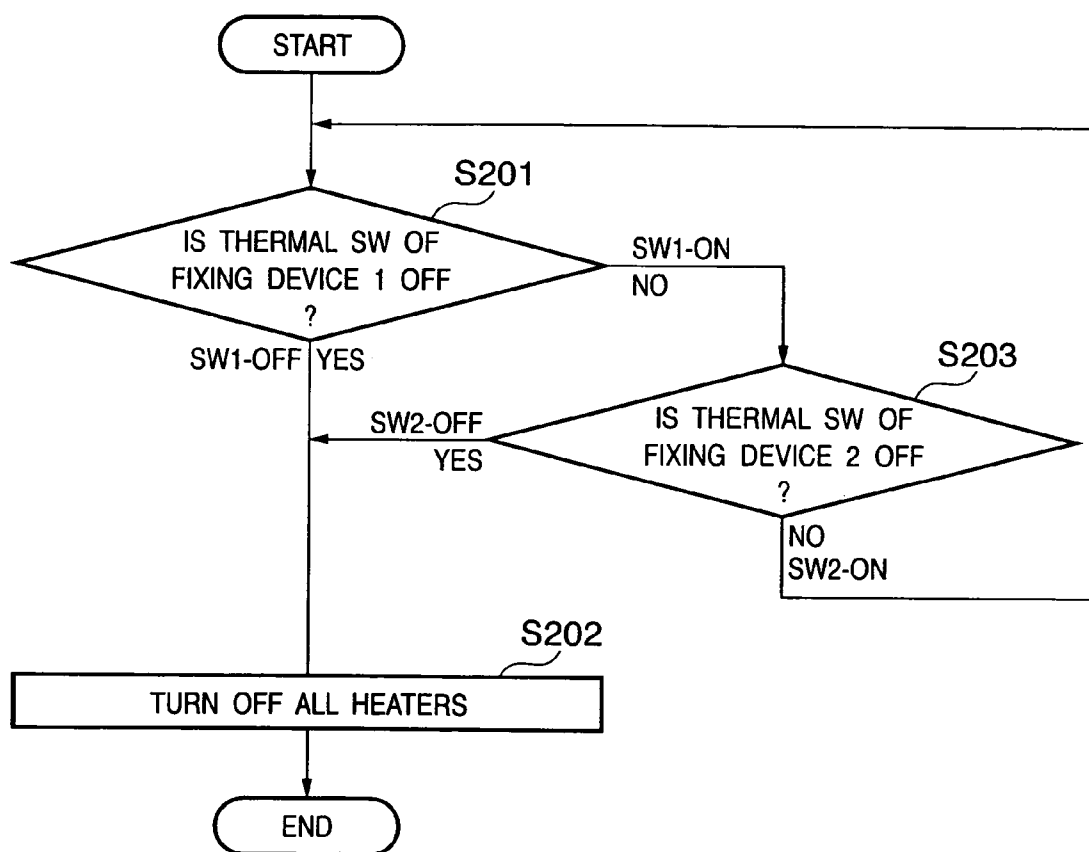 START
S201
IS THERMAL SW OF
FIXING DEVICE 1 OFF
?
SW1-ON
NO
SW1-OFF YES
S203
IS THERMAL SW OF
FIXING DEVICE 2 OFF
?
SW2-OFF
YES
NO
SW2-ON
S202
TURN OFF ALL HEATERS
END